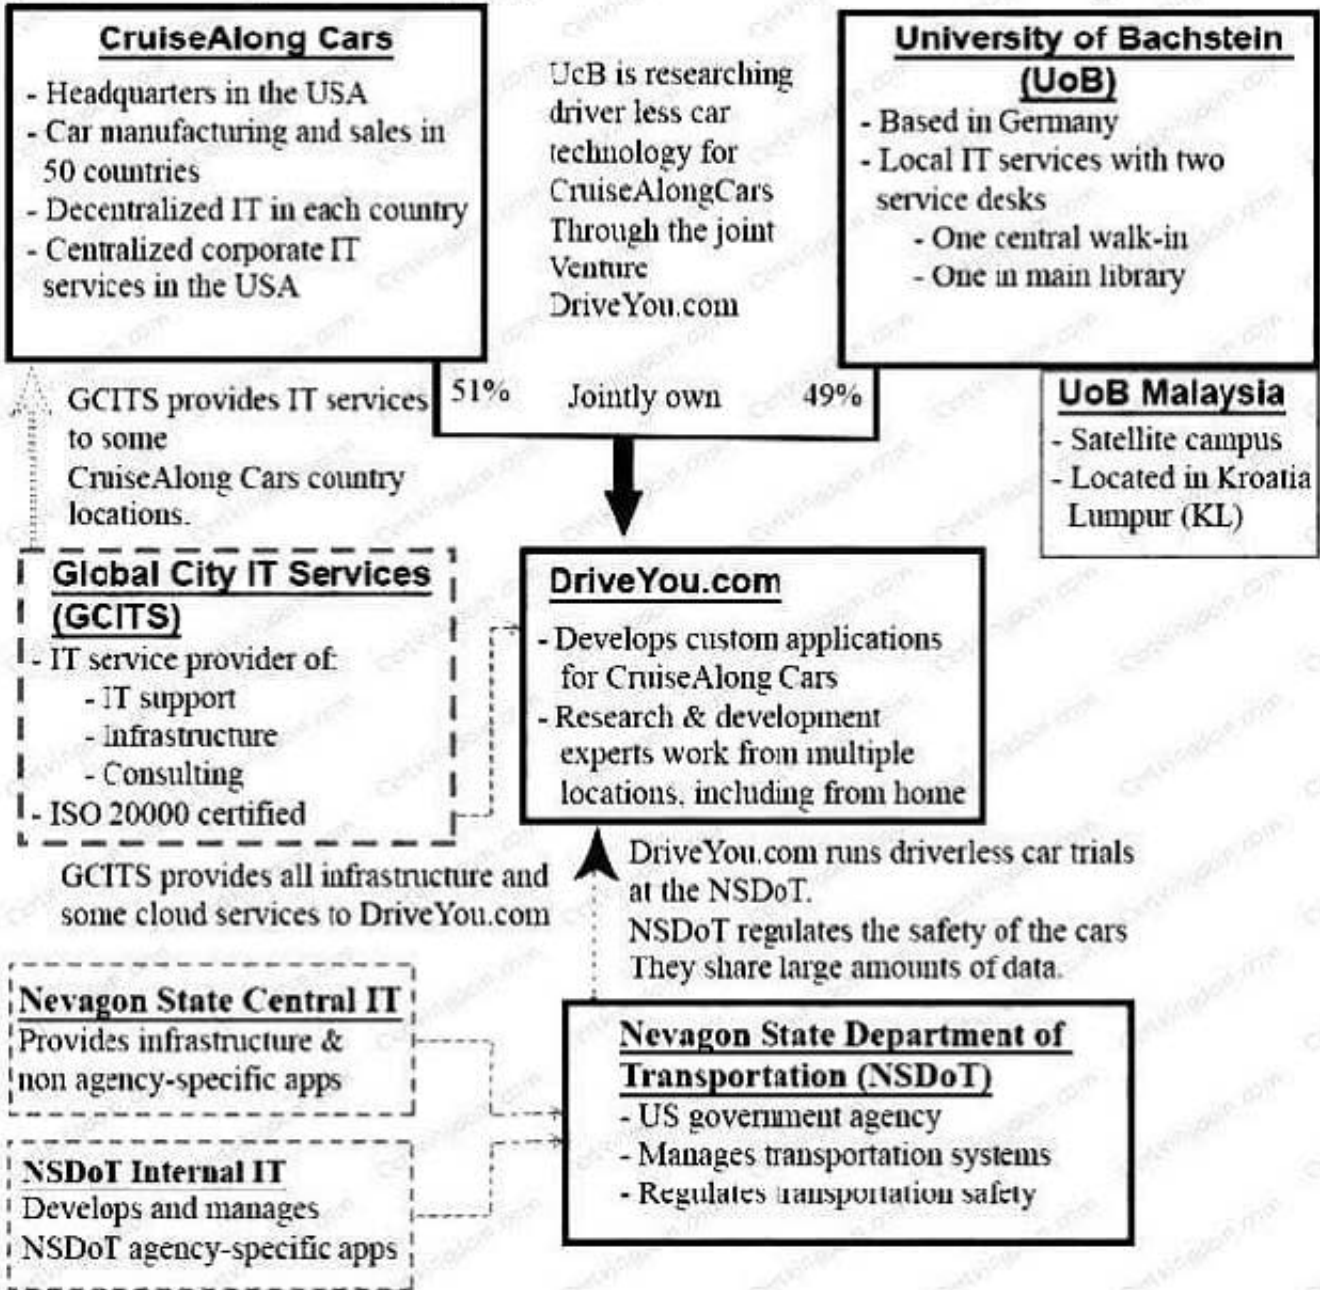 CruiseAlong Cars
- Headquarters in the USA
- Car manufacturing and sales in
50 countries
- Decentralized IT in each country
- Centralized corporate IT
services in the USA
UcB is researching
driver less car
technology for
CruiseAlongCars
Through the joint
Venture
DriveYou.com
University of Bachstein
(UoB)
- Based in Germany
- Local IT services with two
service desks
- One central walk-in
- One in main library
51% Jointly own 49%
UoB Malaysia
- Satellite campus
- Located in Kroatia
Lumpur (KL)
GCITS provides IT services
to some
CruiseAlong Cars country
locations.
Global City IT Services
(GCITS)
- IT service provider of:
- IT support
- Infrastructure
- Consulting
- ISO 20000 certified
DriveYou.com
- Develops custom applications
for CruiseAlong Cars
- Research & development
experts work from multiple
locations, including from home
GCITS provides all infrastructure and
some cloud services to DriveYou.com
DriveYou.com runs driverless car trials
at the NSDoT.
NSDoT regulates the safety of the cars
They share large amounts of data.
Nevagon State Central IT
Provides infrastructure &
non agency-specific apps
NSDoT Internal IT
Develops and manages
NSDoT agency-specific apps
Nevagon State Department of
Transportation (NSDoT)
- US government agency
- Manages transportation systems
- Regulates transportation safety